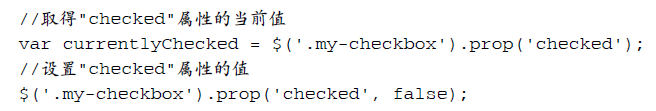 //取得"checked"属性的当前值
var currentlyChecked = $('.my-checkbox').prop('checked');
//设置"checked"属性的值
$('.my-checkbox').prop('checked', false);